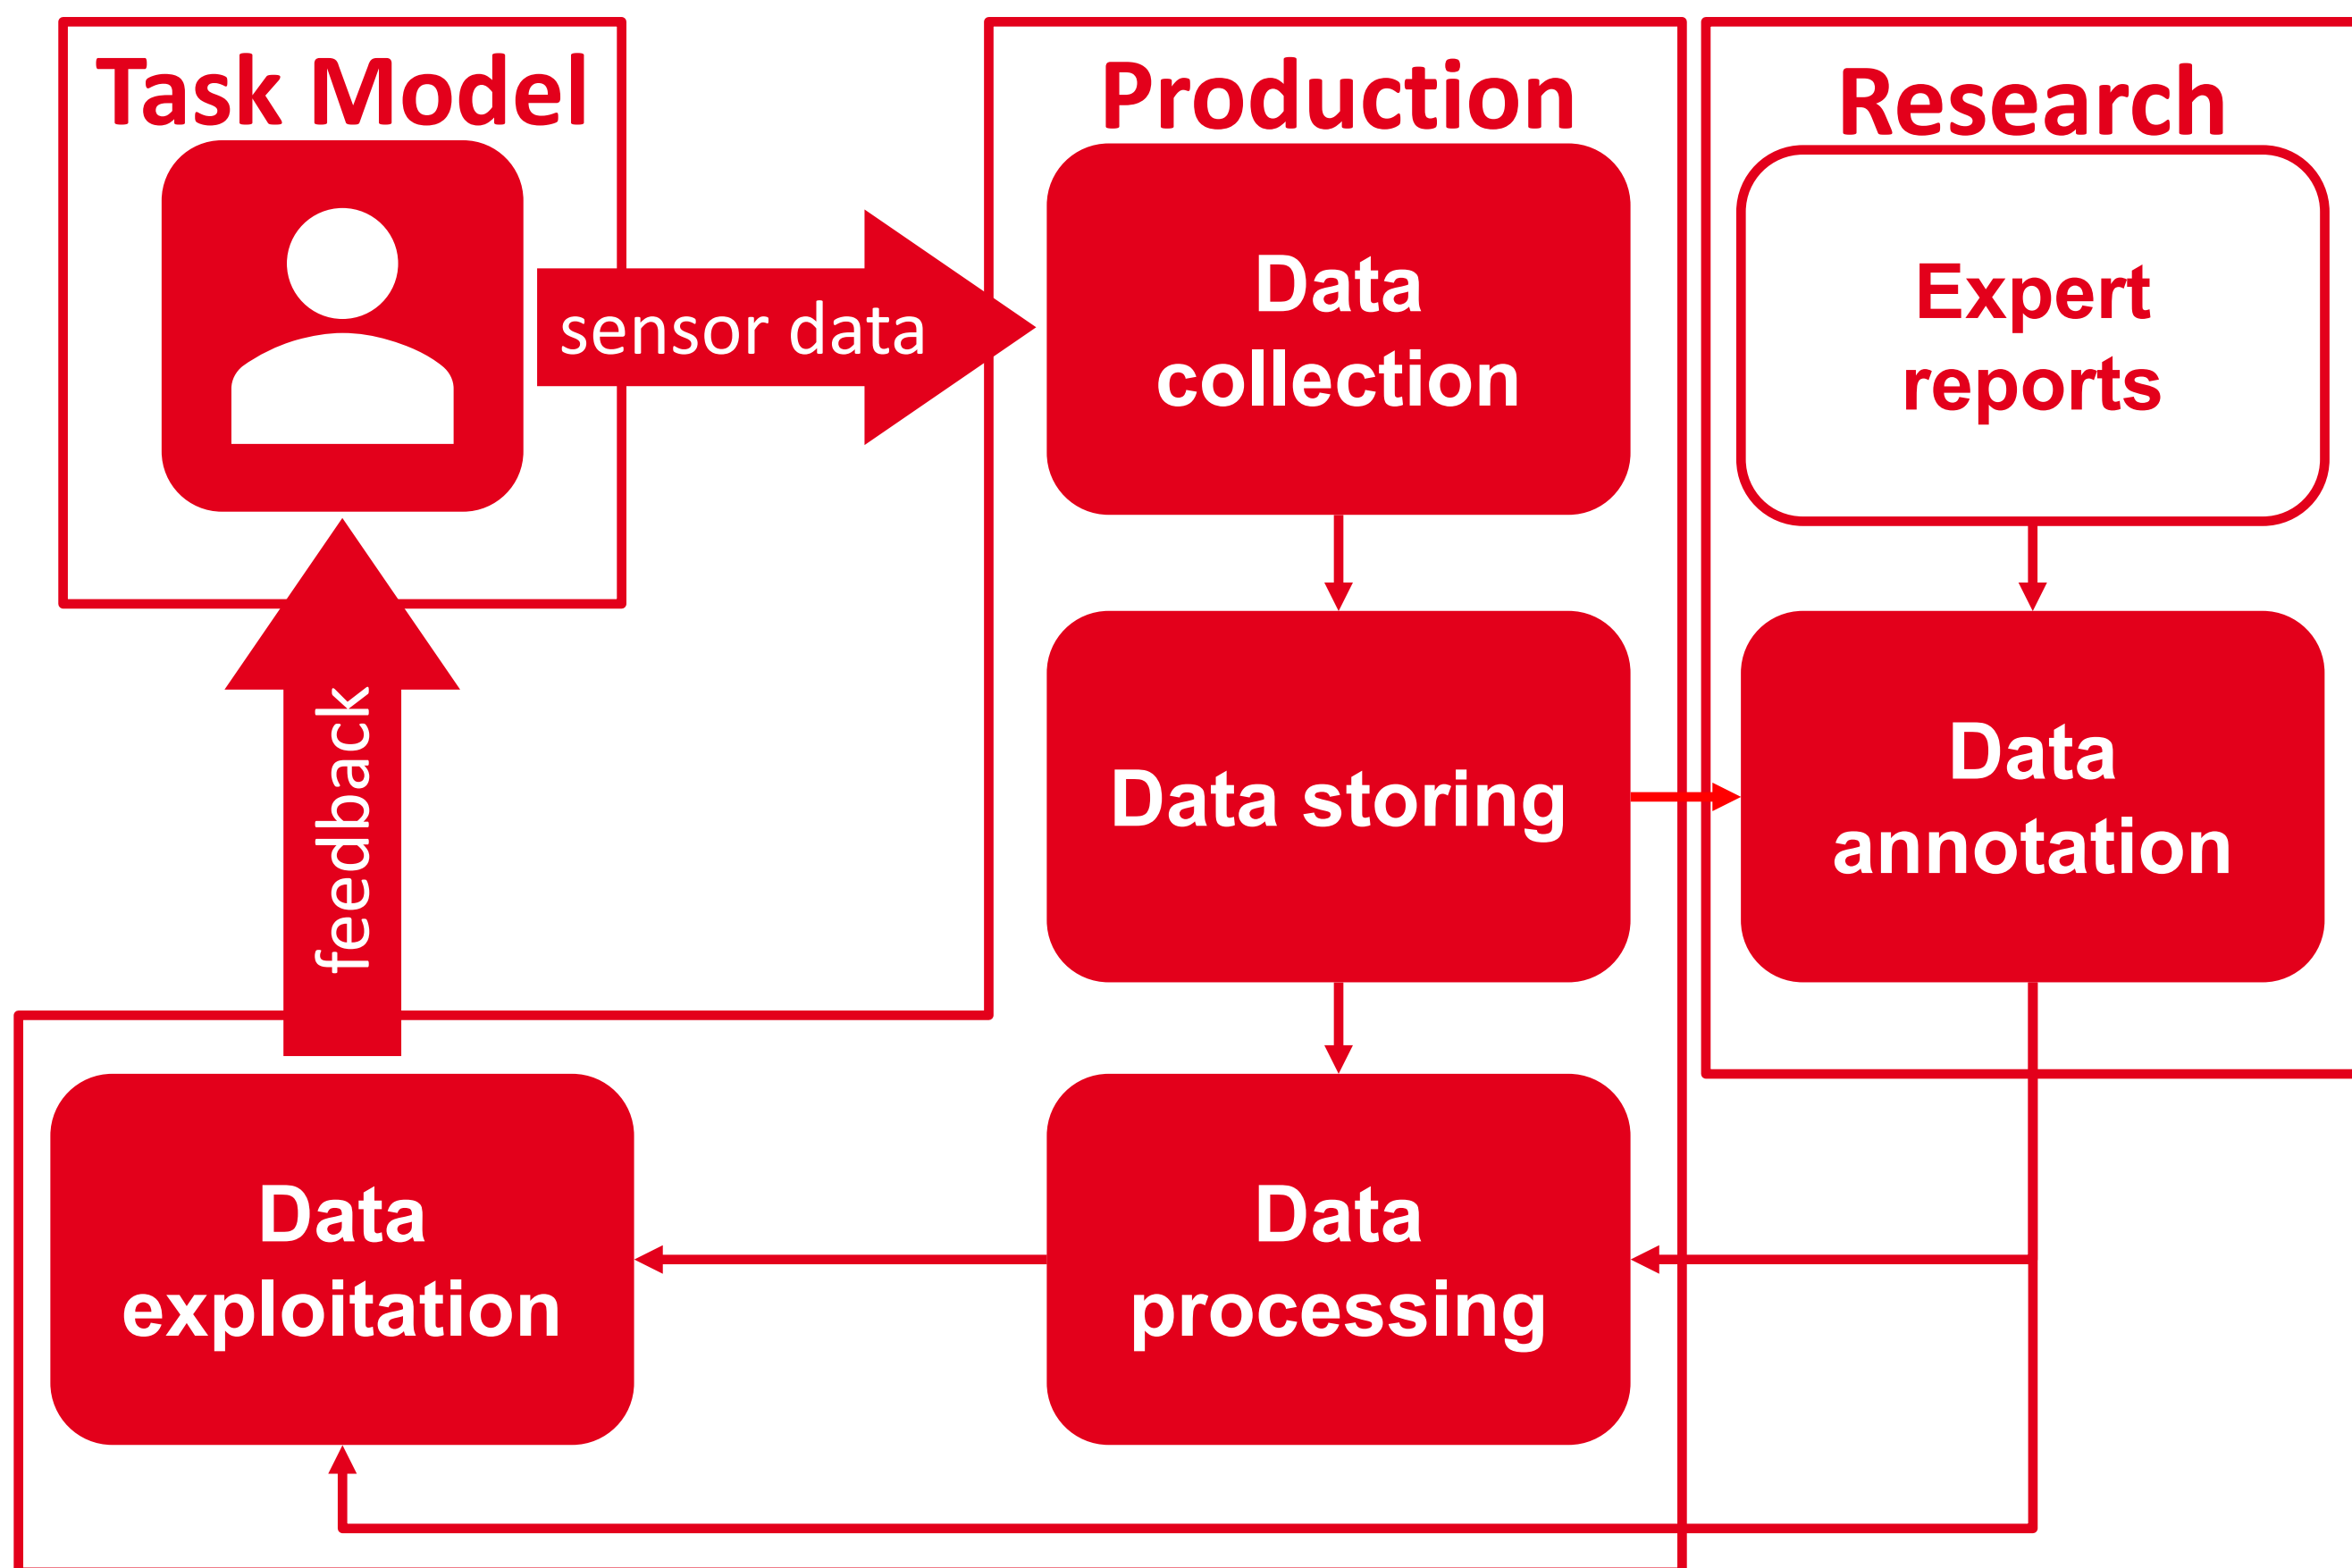 Task Model
Production
Research
sensor data
Data
collection
Expert
reports
feedback
Data storing
Data
annotation
Data
exploitation
Data
processing